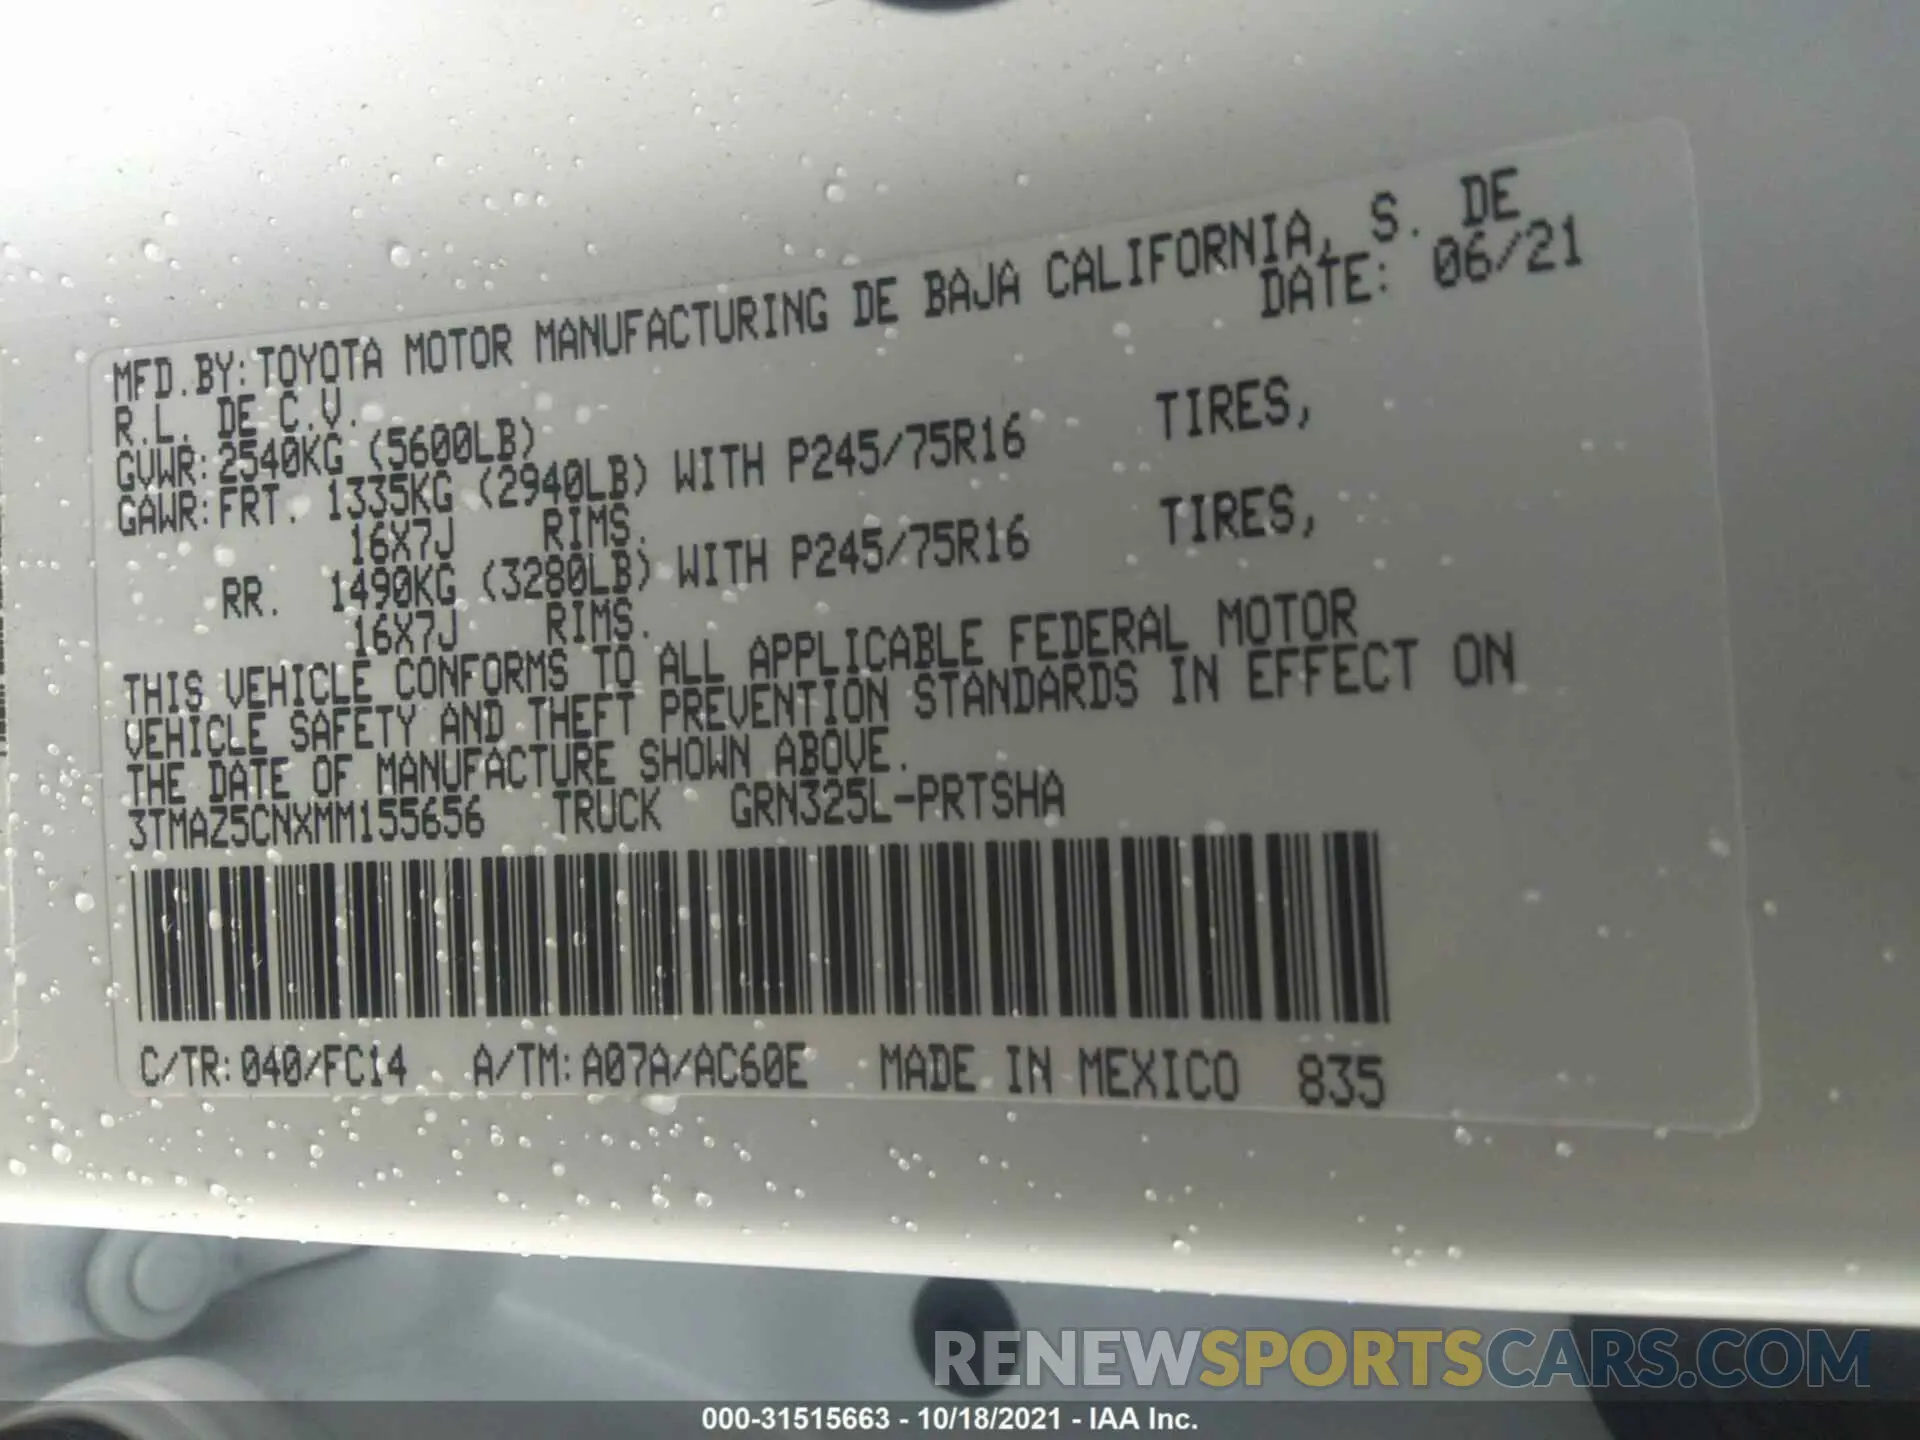 MFD.BY:TOYOTA MOTOR MANUFACTURING DE BAJA CALIFORNIA, S. DE
R.L. DE C.V. DATE: 06/21
GVWR:2540KG (5600LB)
GAWR:FRT. 1335KG (2940LB) WITH P245/75R16 TIRES,
16X7J RIMS.
RR. 1490KG (3280LB) WITH P245/75R16 TIRES,
16X7J RIMS.
THIS VEHICLE CONFORMS TO ALL APPLICABLE FEDERAL MOTOR
VEHICLE SAFETY AND THEFT PREVENTION STANDARDS IN EFFECT ON
THE DATE OF MANUFACTURE SHOWN ABOVE.
3TMAZ5CNXMM155656 TRUCK GRN325L-PRTSHA
C/TR:040/FC14 A/TM:A07A/AC60E MADE IN MEXICO 835
RENEWSPORTSCARS.COM
000-31515663 - 10/18/2021 - IAA Inc.